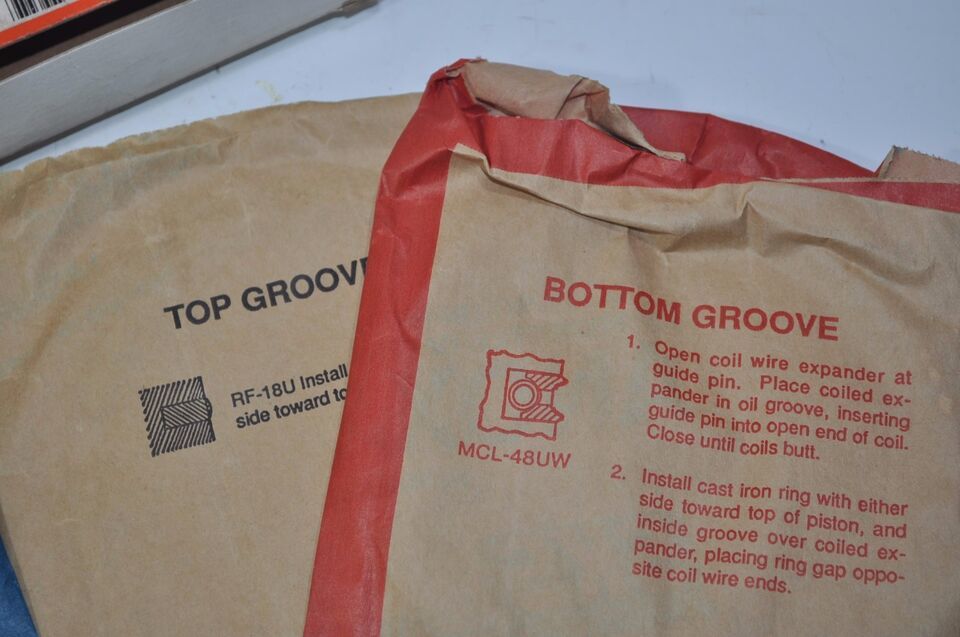 TOP GROOV
RF-18U Install
side toward to
BOTTOM GROOVE
MCL-48UW
1. Open coil wire expander at
guide pin. Place coiled ex-
pander in oil groove, inserting
guide pin into open end of coil.
Close until coils butt.
2. Install cast iron ring with either
side toward top of piston, and
inside groove over coiled ex-
pander, placing ring gap oppo-
site coil wire ends.